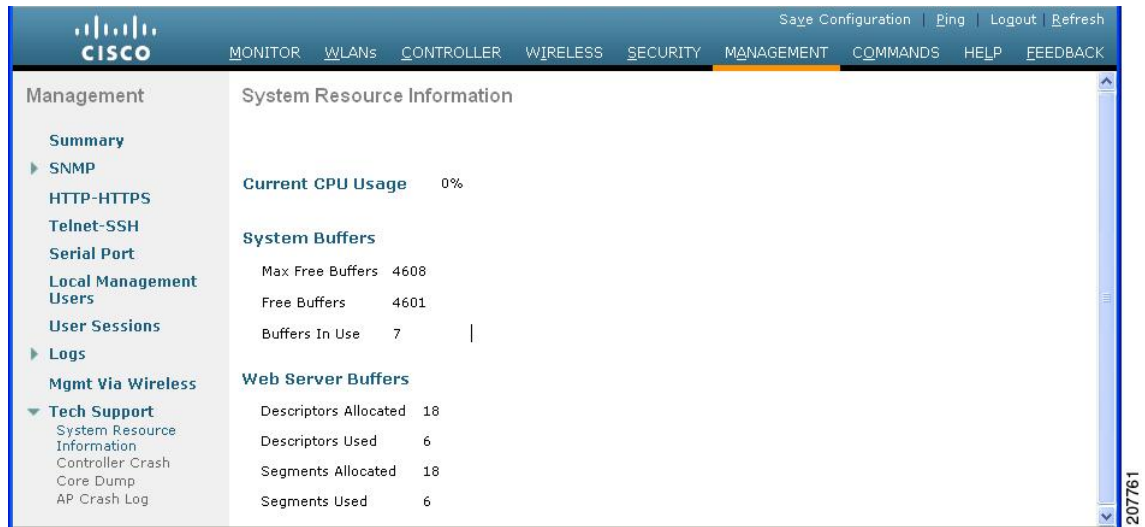 Save Configuration | Ping | Logout | Refresh
CISCO
MONITOR WLANs CONTROLLER WIRELESS SECURITY MANAGEMENT COMMANDS HELP FEEDBACK
Management
Summary
SNMP
HTTP-HTTPS
Telnet-SSH
Serial Port
Local Management
Users
User Sessions
Logs
Mgmt Via Wireless
Tech Support
System Resource
Information
Controller Crash
Core Dump
AP Crash Log
System Resource Information
Current CPU Usage 0%
System Buffers
Max Free Buffers 4608
Free Buffers 4601
Buffers In Use 7
Web Server Buffers
Descriptors Allocated 18
Descriptors Used 6
Segments Allocated 18
Segments Used 6
207761